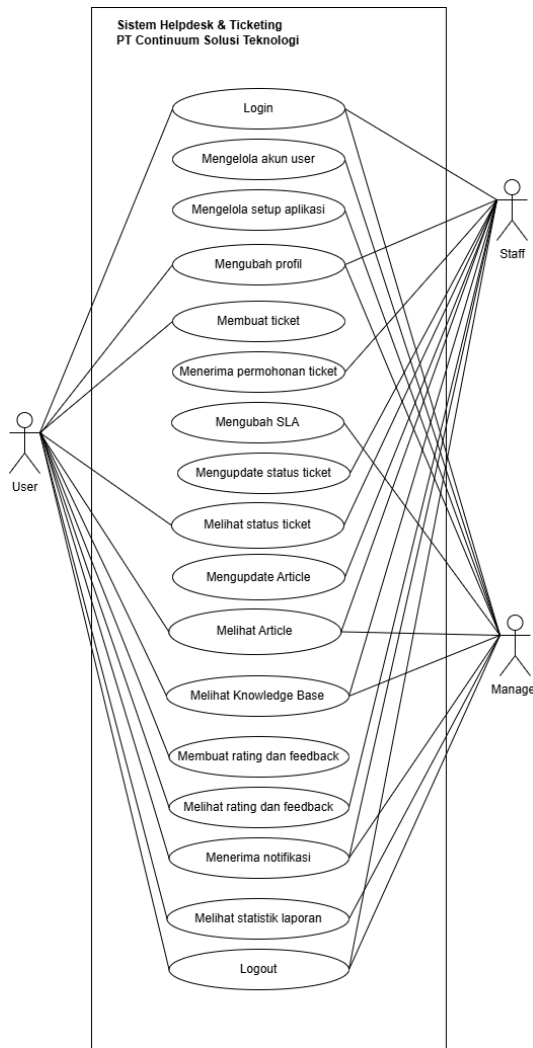 Sistem Helpdesk & Ticketing
PT Continuum Solusi Teknologi
Login
Mengelola akun user
Mengelola setup aplikasi
Staff
Mengubah profil
Membuat ticket
Menerima permohonan ticket
Mengubah SLA
User
Mengupdate status ticket
Melihat status ticket
Mengupdate Article
Melihat Article
Manage
Melihat Knowledge Base
Membuat rating dan feedback
Melihat rating dan feedback
Menerima notifikasi
Melihat statistik laporan
Logout